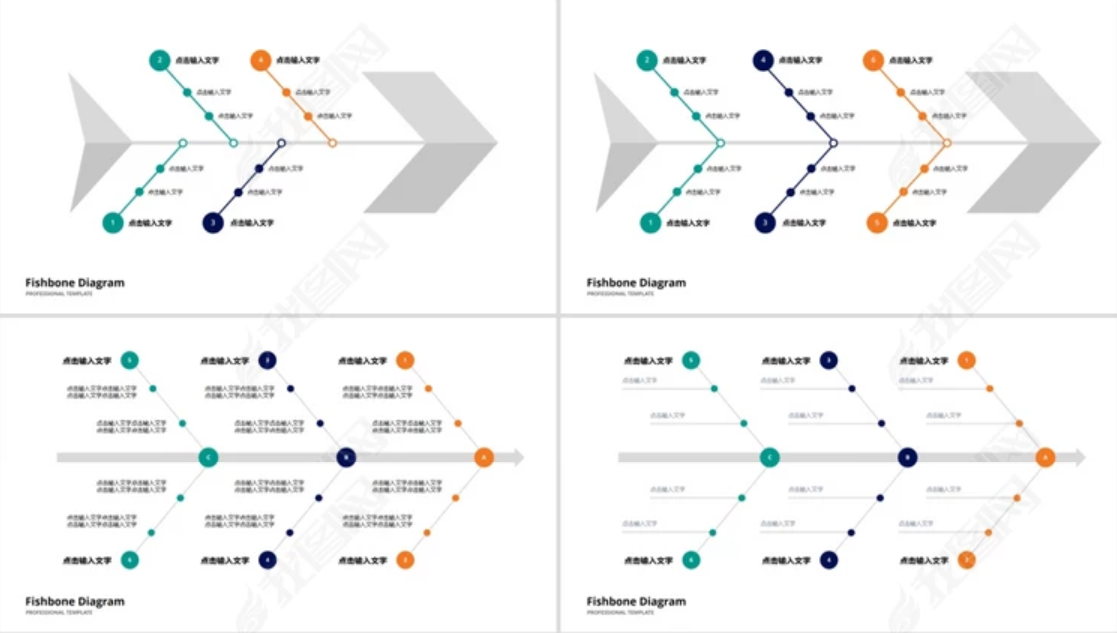 2 点击输入文字 4 点击输入文字
点击输入文字 点击输入文字
点击输入文字 点击输入文字
点击输入文字 点击输入文字
点击输入文字 点击输入文字
1 点击输入文字 3 点击输入文字
Fishbone Diagram
PROFESSIONAL TEMPLATE
2 点击输入文字 4 点击输入文字 6 点击输入文字
点击输入文字 点击输入文字 点击输入文字
点击输入文字 点击输入文字 点击输入文字
点击输入文字 点击输入文字 点击输入文字
点击输入文字 点击输入文字 点击输入文字
1 点击输入文字 3 点击输入文字 5 点击输入文字
Fishbone Diagram
PROFESSIONAL TEMPLATE
点击输入文字 5 点击输入文字 3 点击输入文字 1
点击输入文字点击输入文字 点击输入文字点击输入文字 点击输入文字点击输入文字
点击输入文字点击输入文字 点击输入文字点击输入文字 点击输入文字点击输入文字
点击输入文字点击输入文字 点击输入文字点击输入文字 点击输入文字点击输入文字
点击输入文字点击输入文字 点击输入文字点击输入文字 点击输入文字点击输入文字
C B A
点击输入文字点击输入文字 点击输入文字点击输入文字 点击输入文字点击输入文字
点击输入文字点击输入文字 点击输入文字点击输入文字 点击输入文字点击输入文字
点击输入文字点击输入文字 点击输入文字点击输入文字 点击输入文字点击输入文字
点击输入文字点击输入文字 点击输入文字点击输入文字 点击输入文字点击输入文字
点击输入文字 6 点击输入文字 4 点击输入文字 2
Fishbone Diagram
PROFESSIONAL TEMPLATE
点击输入文字 点击输入文字 3 点击输入文字 1
点击输入文字 点击输入文字 点击输入文字
点击输入文字 点击输入文字 点击输入文字
C B A
点击输入文字 点击输入文字 点击输入文字
点击输入文字 点击输入文字 点击输入文字
点击输入文字 6 点击输入文字 4 点击输入文字
Fishbone Diagram
PROFESSIONAL TEMPLATE
我图网